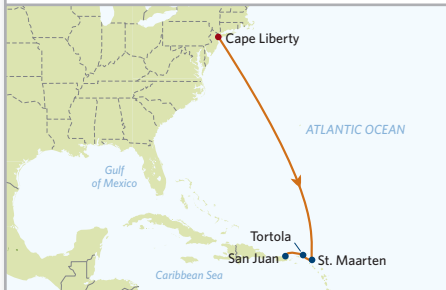 Cape Liberty
ATLANTIC OCEAN
Gulf
of Mexico
Tortola
San Juan
St. Maarten
Caribbean Sea